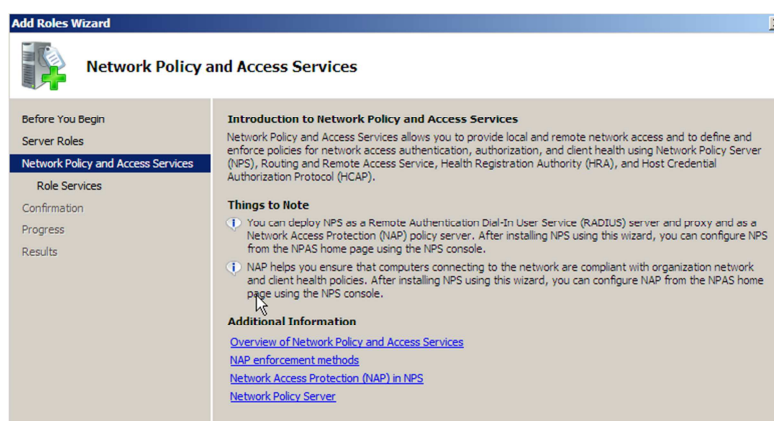 Add Roles Wizard
Network Policy and Access Services
Before You Begin
Server Roles
Network Policy and Access Services
Role Services
Confirmation
Progress
Results
Introduction to Network Policy and Access Services
Network Policy and Access Services allows you to provide local and remote network access and to define and
enforce policies for network access authentication, authorization, and client health using Network Policy Server
(NPS), Routing and Remote Access Service, Health Registration Authority (HRA), and Host Credential
Authorization Protocol (HCAP).
Things to Note
You can deploy NPS as a Remote Authentication Dial-In User Service (RADIUS) server and proxy and as a
Network Access Protection (NAP) policy server. After installing NPS using this wizard, you can configure NPS
from the NPAS home page using the NPS console.
NAP helps you ensure that computers connecting to the network are compliant with organization network
and client health policies. After installing NPS using this wizard, you can configure NAP from the NPAS home
page using the NPS console.
Additional Information
Overview of Network Policy and Access Services
NAP enforcement methods
Network Access Protection (NAP) in NPS
Network Policy Server